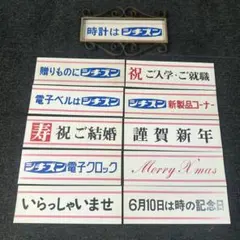 時計はシチズン
贈りものにシチズン
祝 ご入学・ご就職
電子ベルはシチズン
シチズン 新製品コーナー
寿 祝ご結婚
謹賀新年
シチズン電子クロック
Merry X'mas
いらっしゃいませ
6月10日は時の記念日